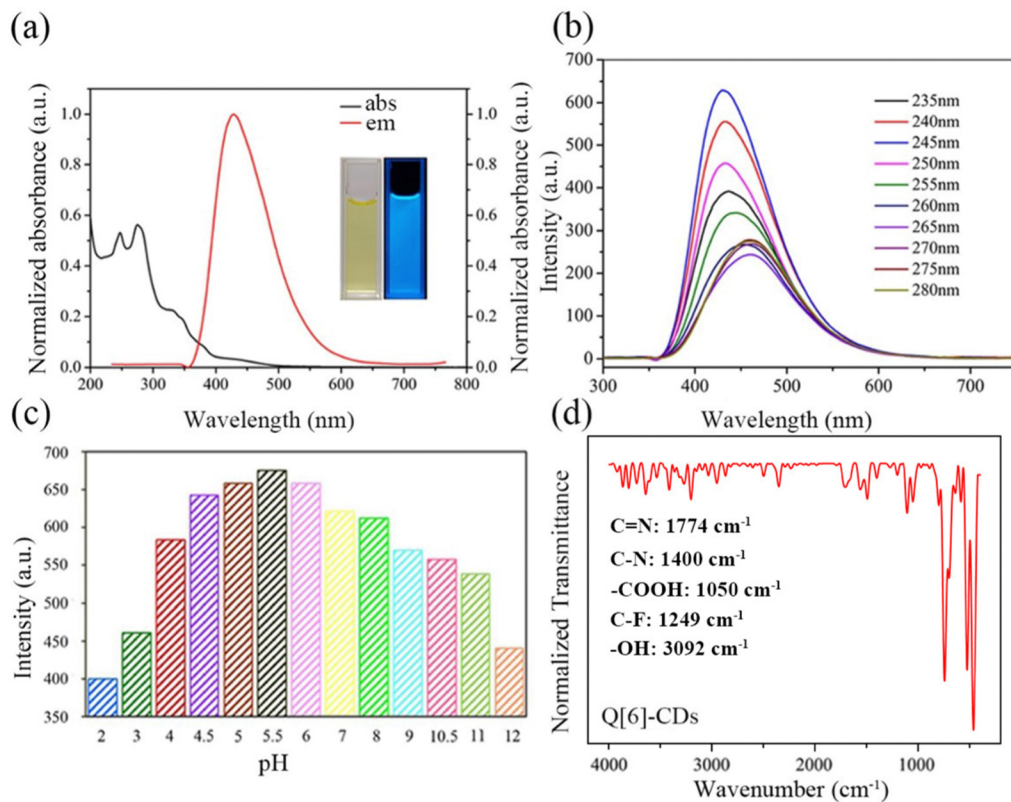 (a)
Normalized absorbance (a.u.)
1.0
0.8
0.6
0.4
0.2
0.0
abs
em
1.0
0.8
0.6
0.4
0.2
0.0
Normalized absorbance (a.u.)
200 300 400 500 600 700 800
Wavelength (nm)
(b)
Intensity (a.u.)
700
600
500
400
300
200
100
0
235nm
240nm
245nm
250nm
255nm
260nm
265nm
270nm
275nm
280nm
300 400 500 600 700
Wavelength (nm)
(c)
Intensity (a.u.)
700
650
600
550
500
450
400
350
2 3 4 4.5 5 5.5 6 7 8 9 10.5 11 12
pH
(d)
Normalized Transmittance
C=N: 1774 cm⁻¹
C-N: 1400 cm⁻¹
-COOH: 1050 cm⁻¹
C-F: 1249 cm⁻¹
-OH: 3092 cm⁻¹
Q[6]-CDs
4000 3000 2000 1000
Wavenumber (cm⁻¹)